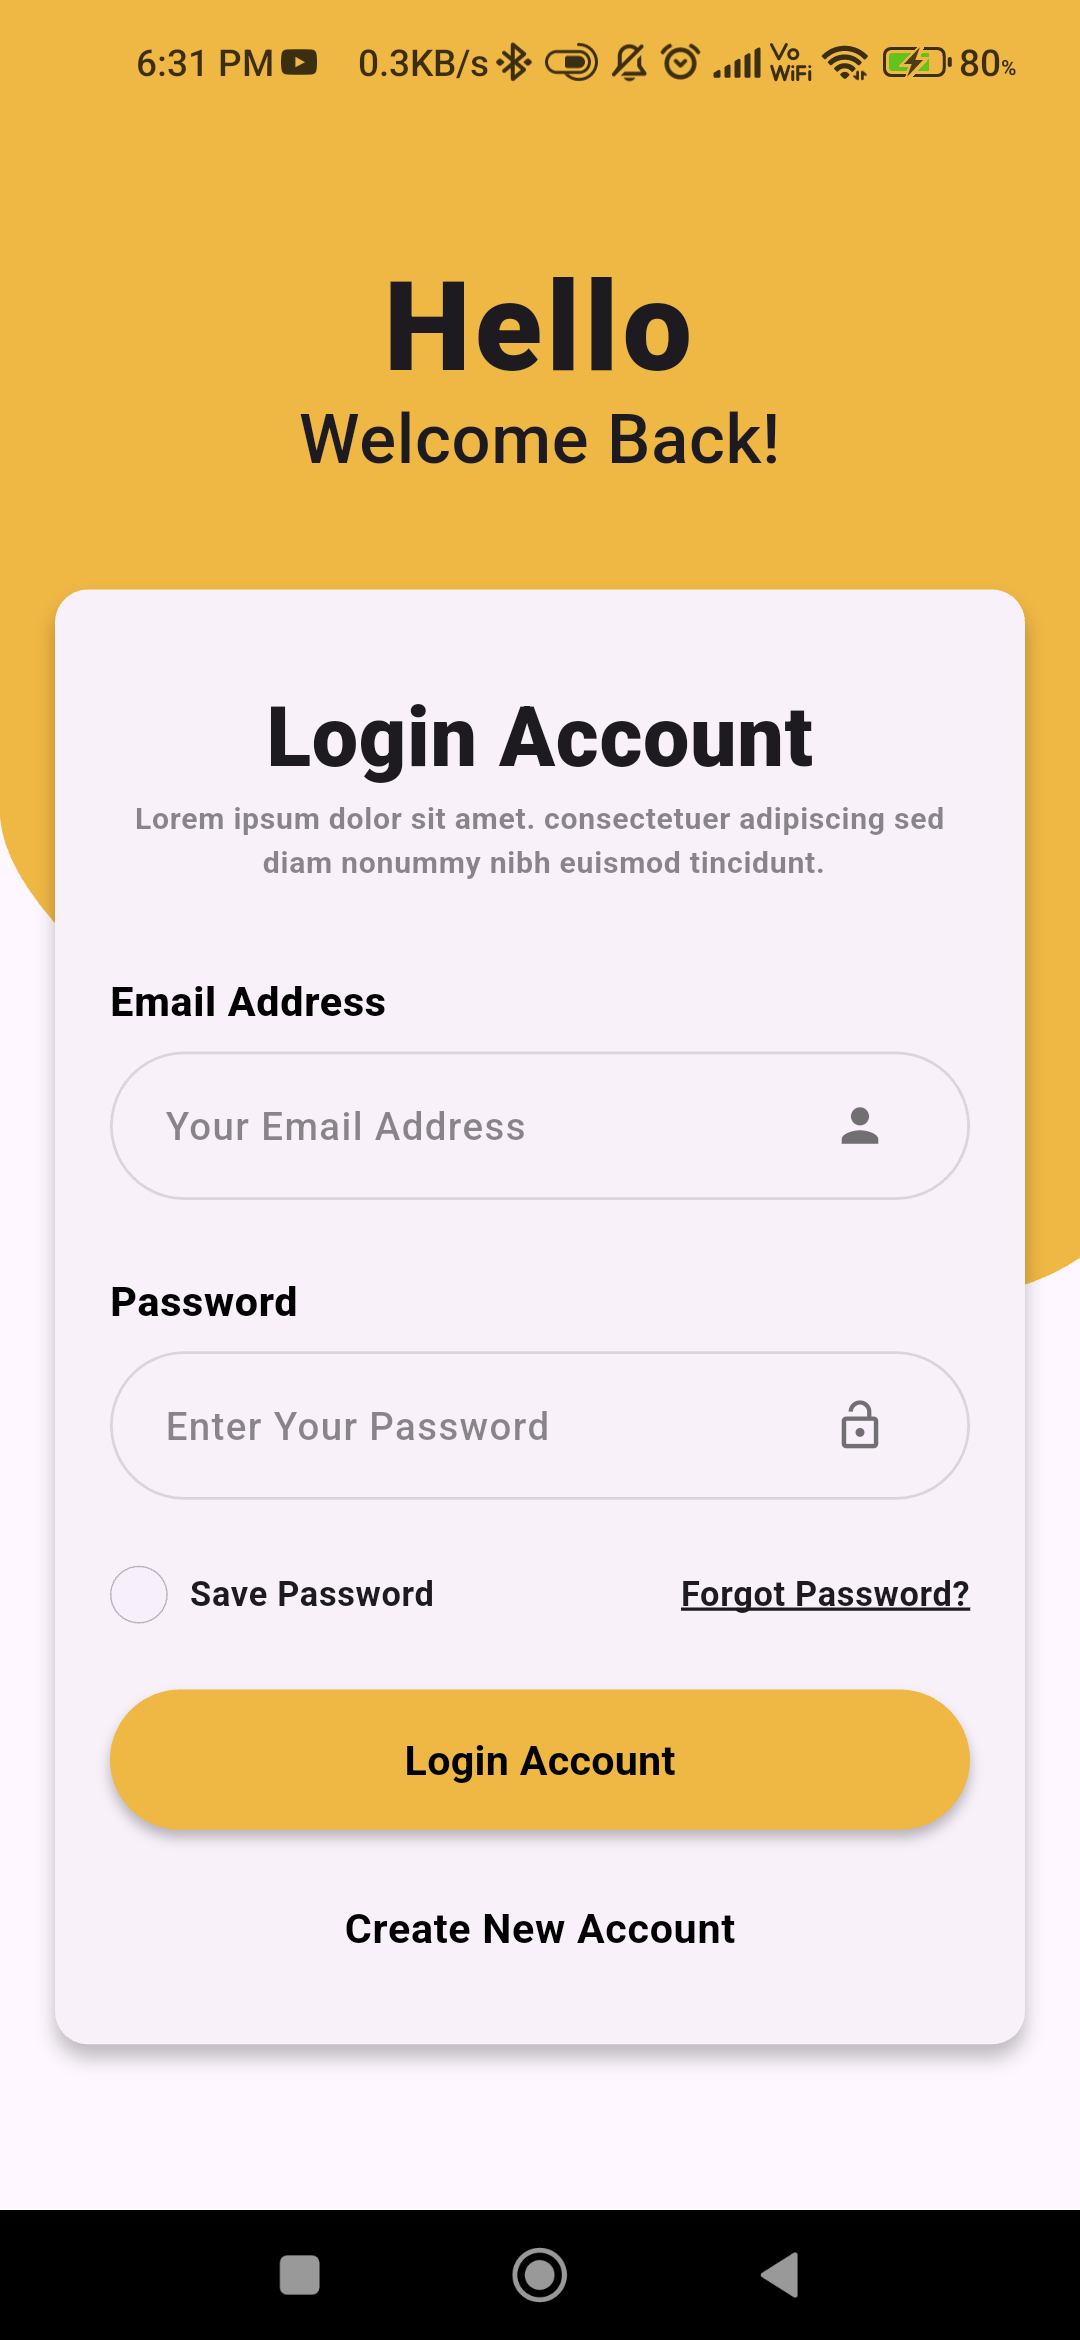 6:31 PM 0.3KB/s Vo WiFi 80%
Hello
Welcome Back!
Login Account
Lorem ipsum dolor sit amet. consectetuer adipiscing sed
diam nonummy nibh euismod tincidunt.
Email Address
Your Email Address
Password
Enter Your Password
Save Password Forgot Password?
Login Account
Create New Account